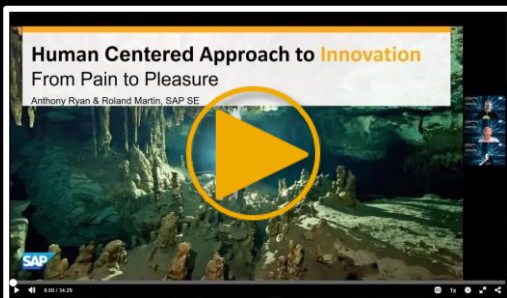 Human Centered Approach to Innovation
From Pain to Pleasure
Anthony Ryan & Roland Martin, SAP SE
SAP
0:00 / 34:29
1x